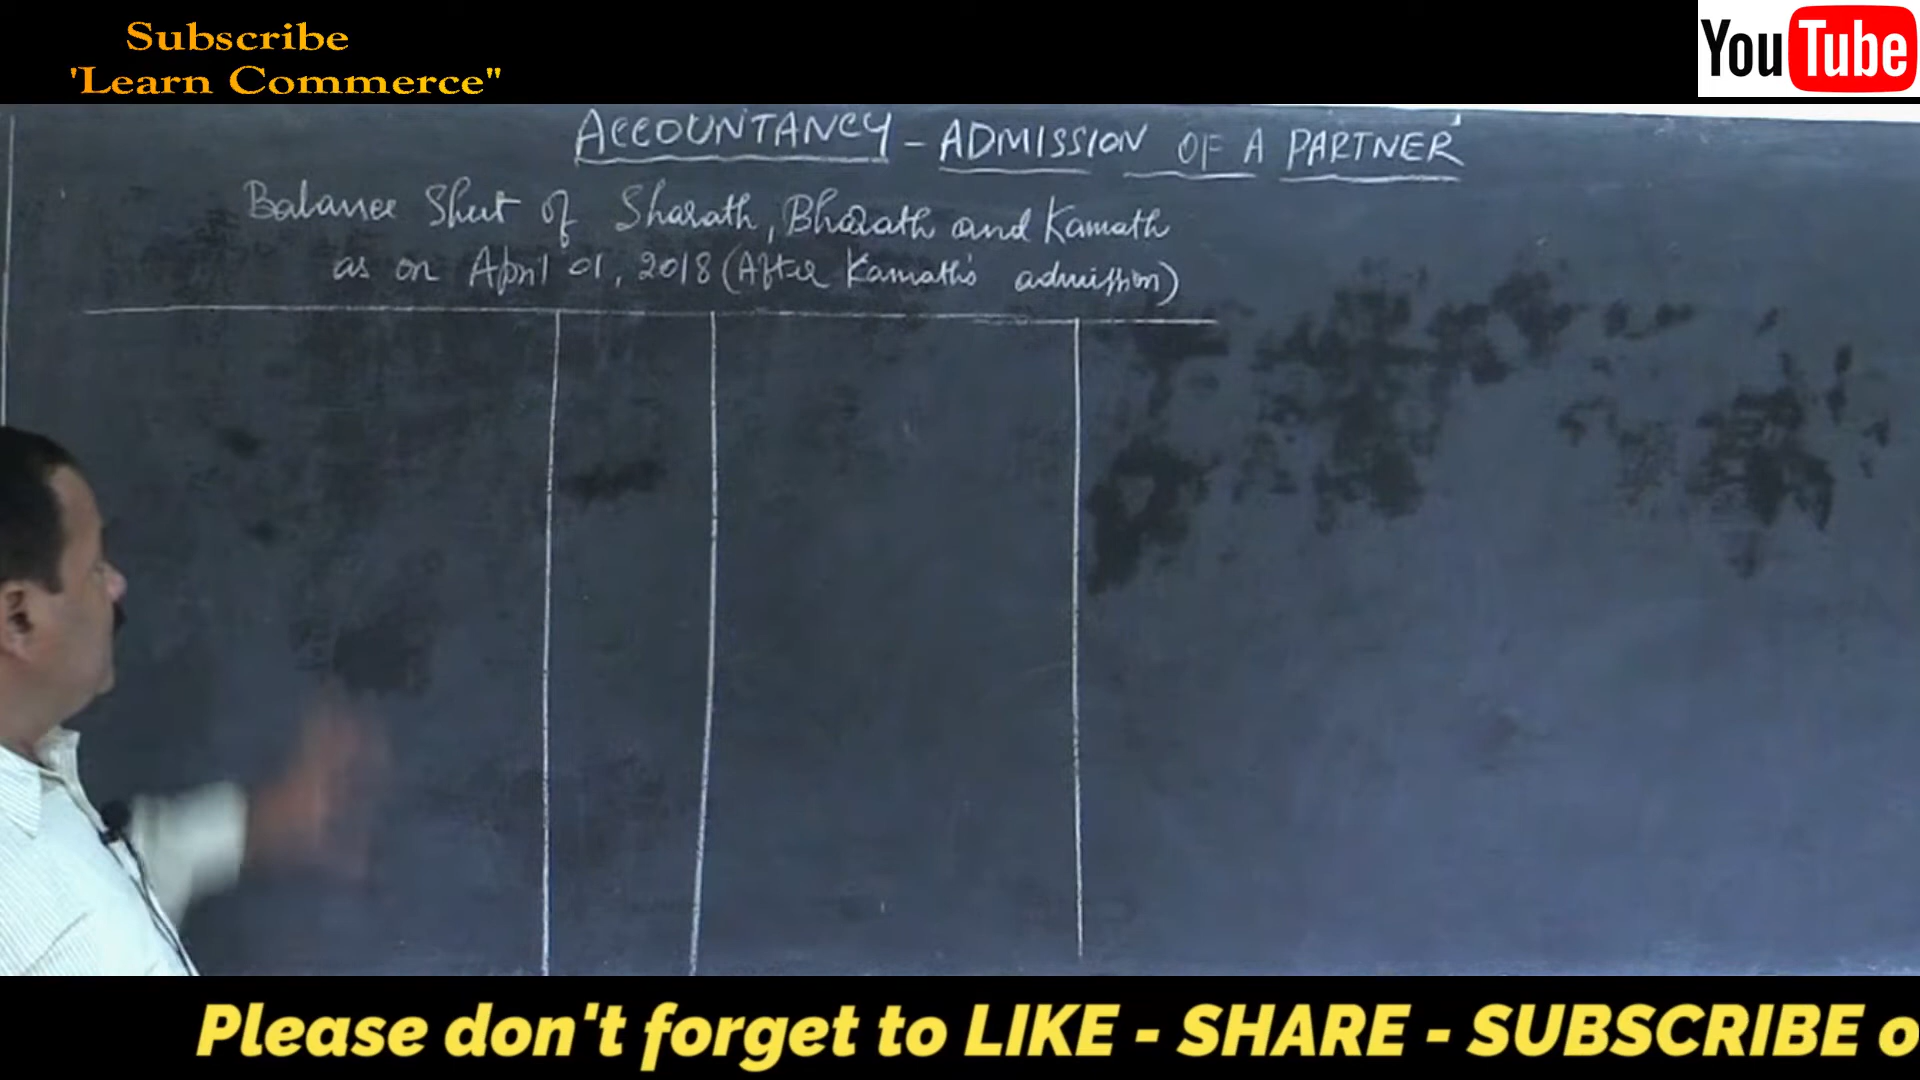 Subscribe
'Learn Commerce"
YouTube
ACCOUNTANCY - ADMISSION OF A PARTNER
Balance Sheet of Sharath, Bharath and Kamath
as on April 01, 2018 (After Kamath's admission)
Please don't forget to LIKE - SHARE - SUBSCRIBE o